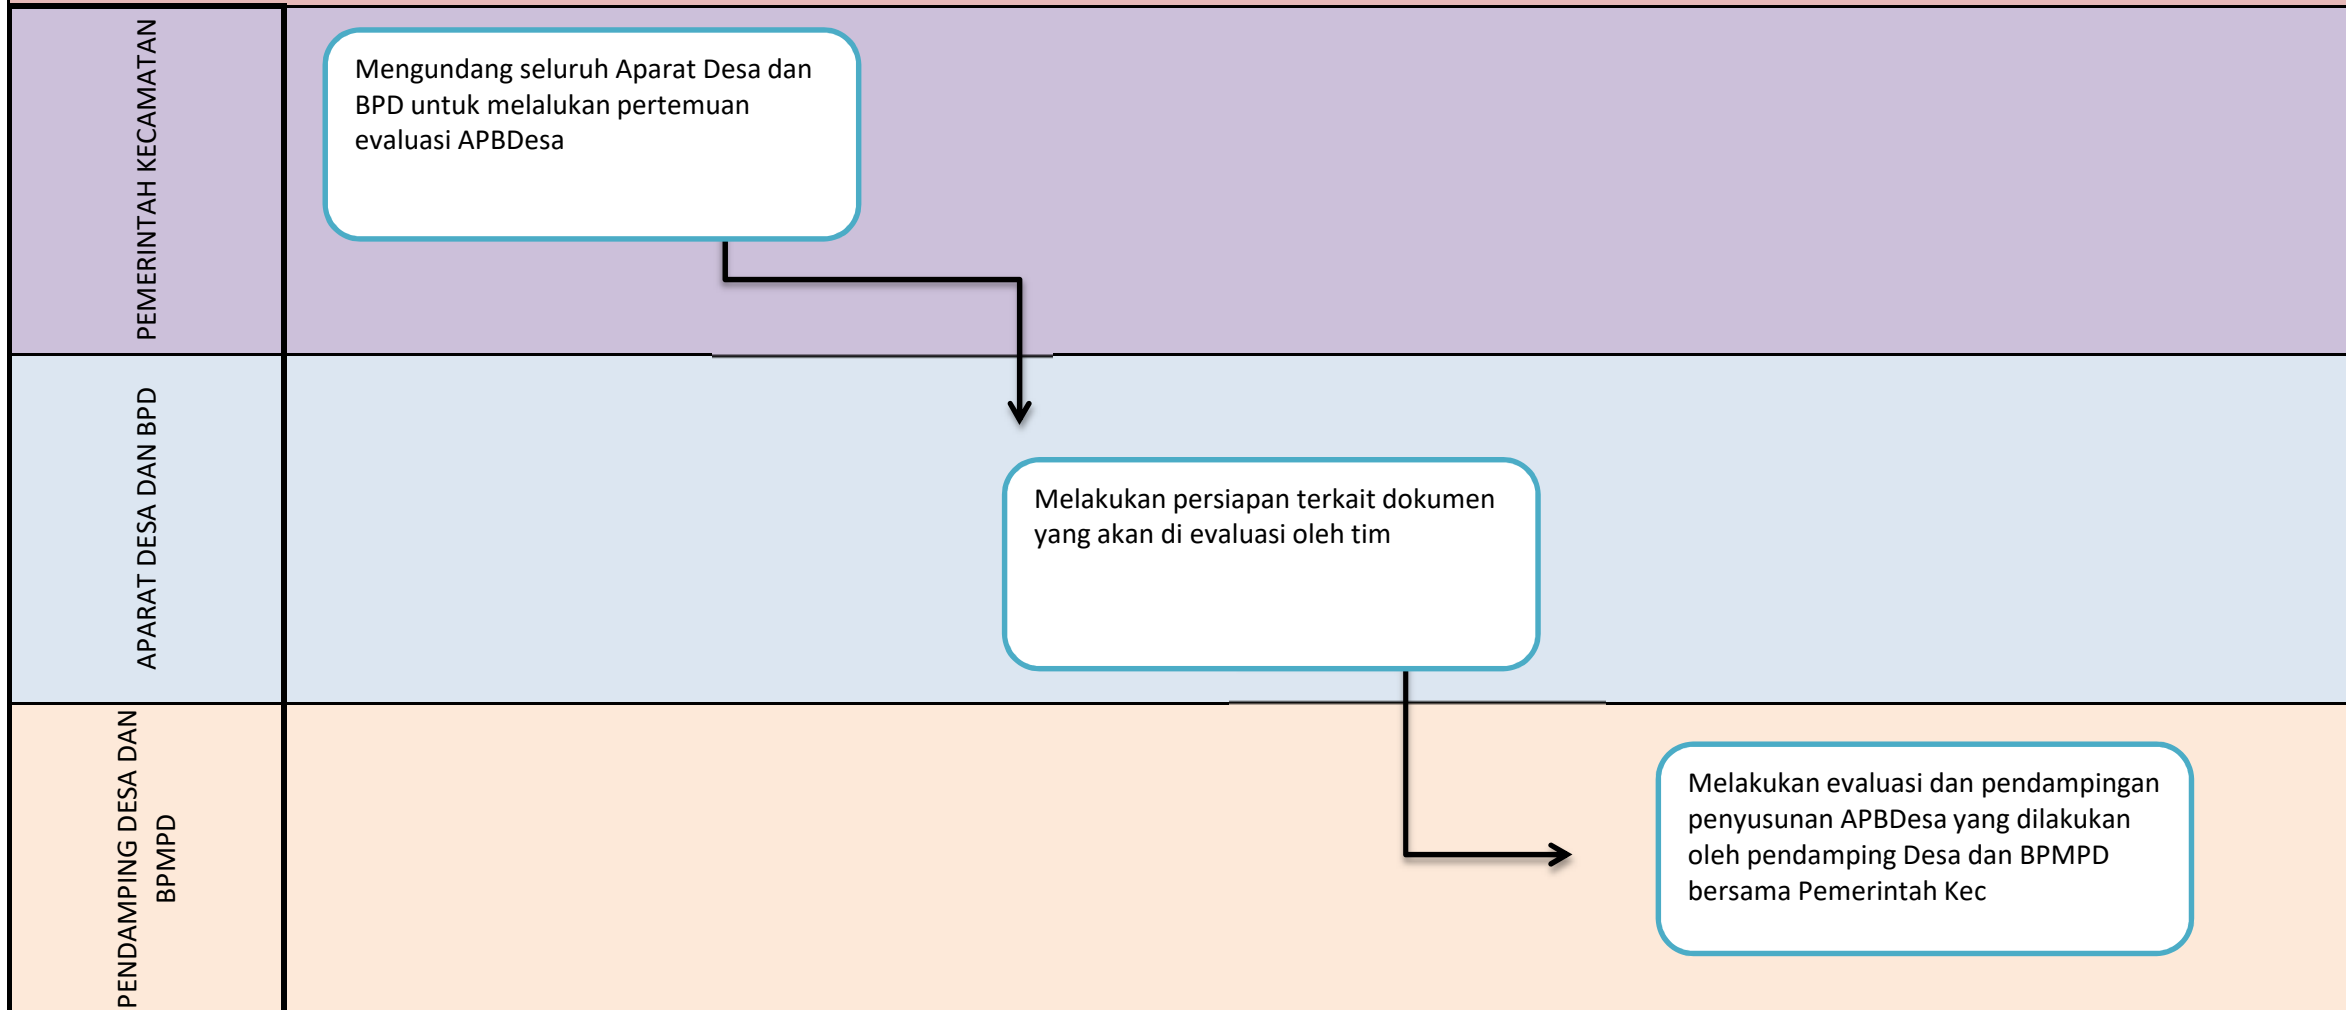 PEMERINTAH KECAMATAN
Mengundang seluruh Aparat Desa dan
BPD untuk melalukan pertemuan
evaluasi APBDesa
APARAT DESA DAN BPD
Melakukan persiapan terkait dokumen
yang akan di evaluasi oleh tim
PENDAMPING DESA DAN
BPMPD
Melakukan evaluasi dan pendampingan
penyusunan APBDesa yang dilakukan
oleh pendamping Desa dan BPMPD
bersama Pemerintah Kec